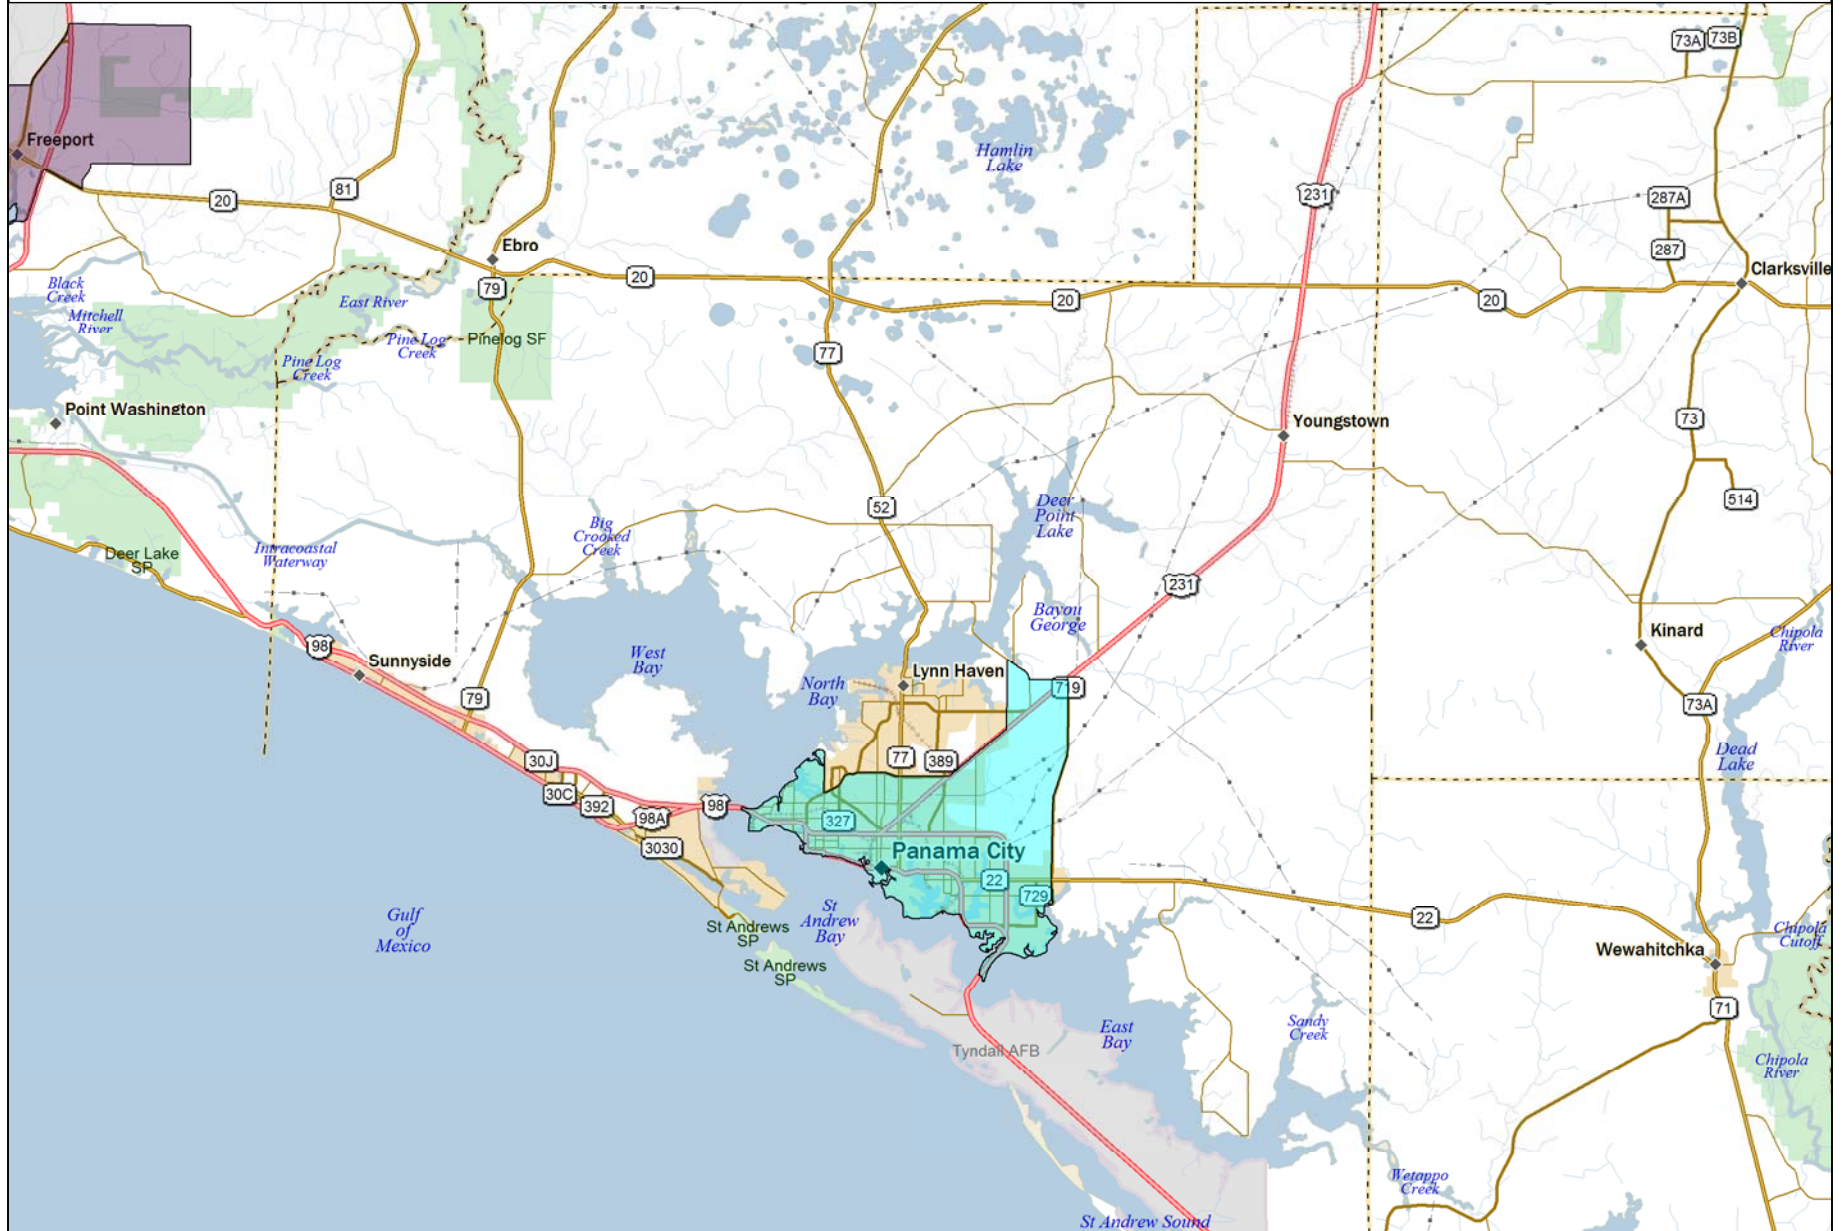 73A
73B
Freeport
Hamlin
Lake
81
20
231
287A
Ebro
287
Clarksville
20
79
Black
Creek
East River
20
20
Mitchell
River
Pine Log
Creek
Pinelog SF
77
Pine Log
Creek
Point Washington
Youngstown
73
52
514
Deer
Point
Lake
Big
Crooked
Creek
Deer Lake
SP
Intracoastal
Waterway
231
Bayou
George
Kinard
Chipola
River
98
Sunnyside
West
Bay
Lynn Haven
North
Bay
719
79
73A
77
389
30J
Dead
Lake
30C
392
98
98A
327
3030
Panama City
22
729
St
Andrew
Bay
22
Gulf
of
Mexico
St Andrews
SP
Chipola
Cutoff
Wewahitchka
St Andrews
SP
71
East
Bay
Sandy
Creek
Tyndall AFB
Chipola
River
Wetappo
Creek
St Andrew Sound